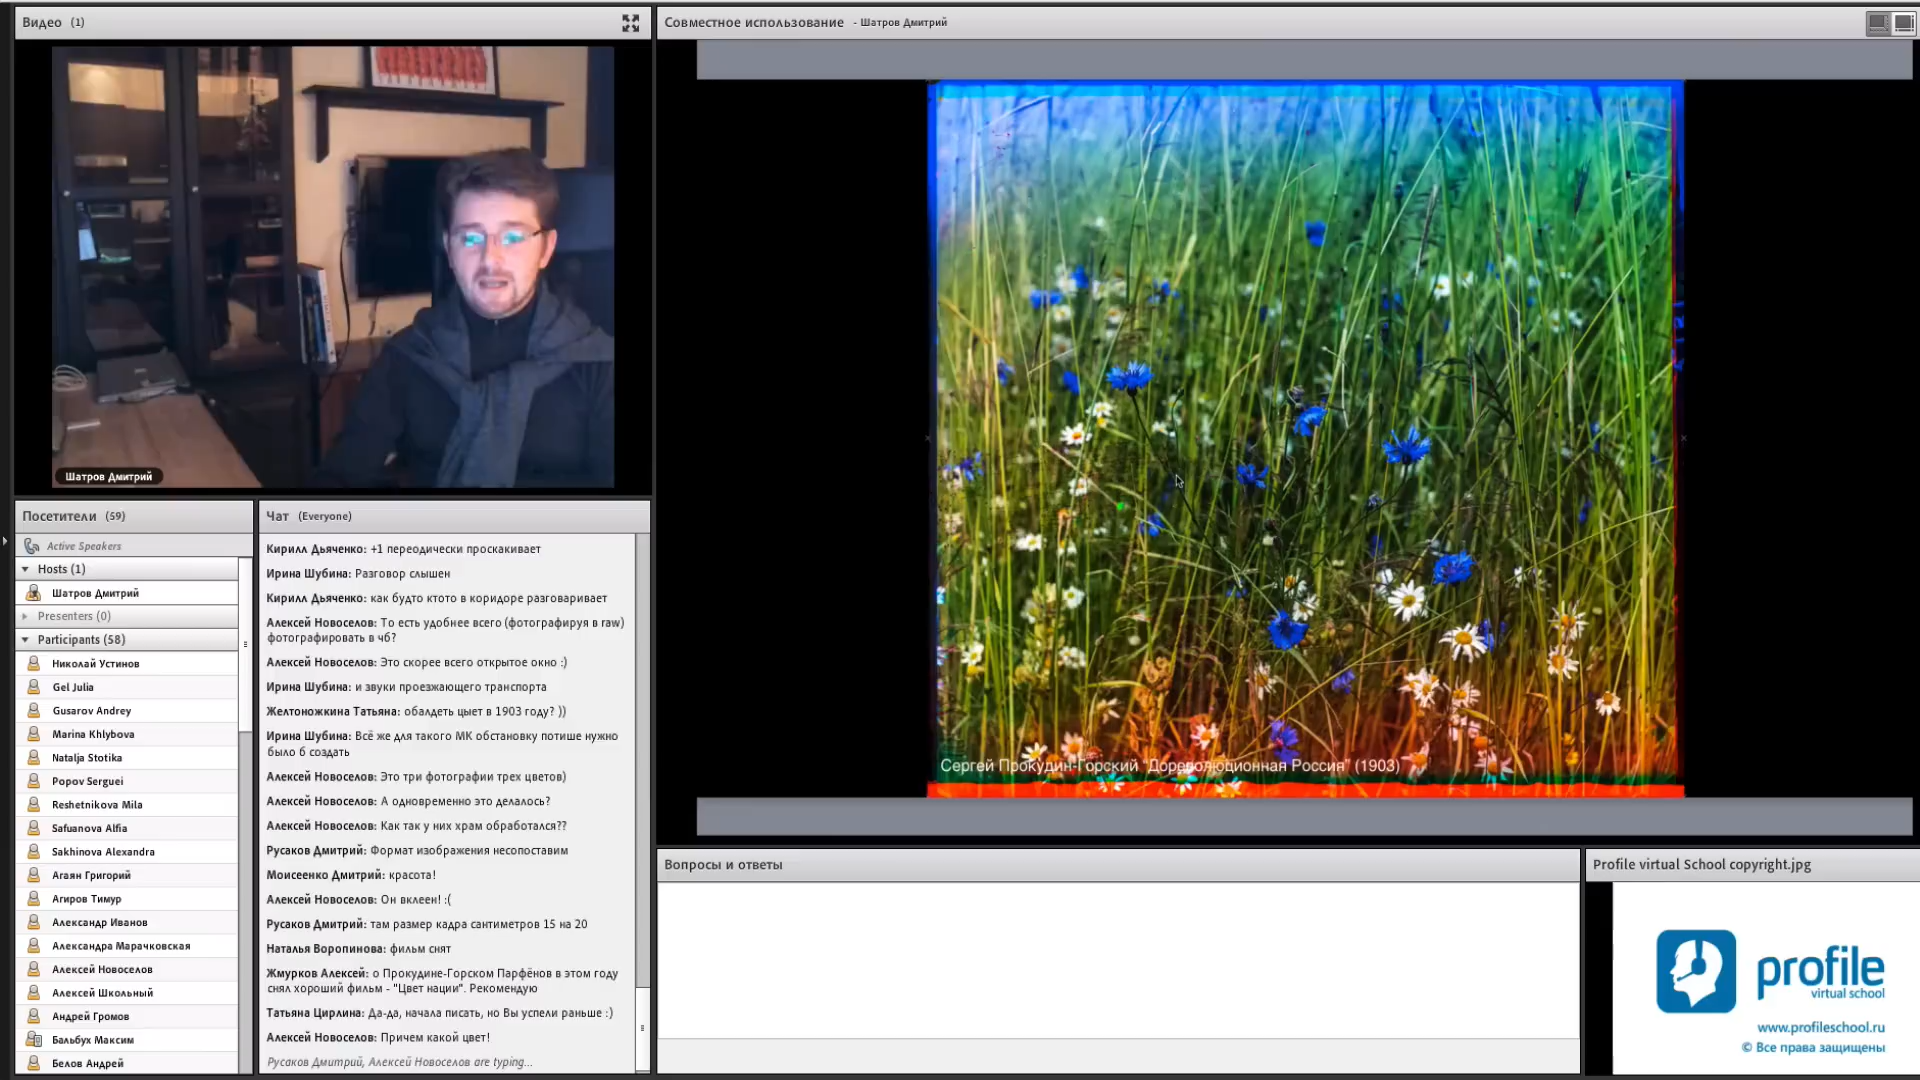 Видео (1)
Шатров Дмитрий
Совместное использование - Шатров Дмитрий
Сергей Прокудин-Горский "Дореволюционная Россия" (1903)
Посетители (59)
Active Speakers
Hosts (1)
Шатров Дмитрий
Presenters (0)
Participants (58)
Николай Устинов
Gel Julia
Gusarov Andrey
Marina Khlybova
Natalja Stotika
Popov Serguei
Reshetnikova Mila
Safuanova Alfia
Sakhinova Alexandra
Агаян Григорий
Агиров Тимур
Александр Иванов
Александра Марачковская
Алексей Новоселов
Алексей Школьный
Андрей Громов
Бальбух Максим
Белов Андрей
Чат (Everyone)
Кирилл Дьяченко: +1 переодически проскакивает
Ирина Шубина: Разговор слышен
Кирилл Дьяченко: как будто ктото в коридоре разговаривает
Алексей Новоселов: То есть удобнее всего (фотографируя в raw)
фотографировать в чб?
Алексей Новоселов: Это скорее всего открытое окно :)
Ирина Шубина: и звуки проезжающего транспорта
Желтоножкина Татьяна: обалдеть цыет в 1903 году? ))
Ирина Шубина: Всё же для такого МК обстановку потише нужно
было б создать
Алексей Новоселов: Это три фотографии трех цветов)
Алексей Новоселов: А одновременно это делалось?
Алексей Новоселов: Как так у них храм обработался??
Русаков Дмитрий: Формат изображения несопоставим
Моисеенко Дмитрий: красота!
Алексей Новоселов: Он вклеен! :(
Русаков Дмитрий: там размер кадра сантиметров 15 на 20
Наталья Воропинова: фильм снят
Жмурков Алексей: о Прокудине-Горском Парфёнов в этом году
снял хороший фильм - "Цвет нации". Рекомендую
Татьяна Цирлина: Да-да, начала писать, но Вы успели раньше :)
Алексей Новоселов: Причем какой цвет!
Русаков Дмитрий, Алексей Новоселов are typing...
Вопросы и ответы
Profile virtual School copyright.jpg
profile
virtual school
www.profileschool.ru
© Все права защищены